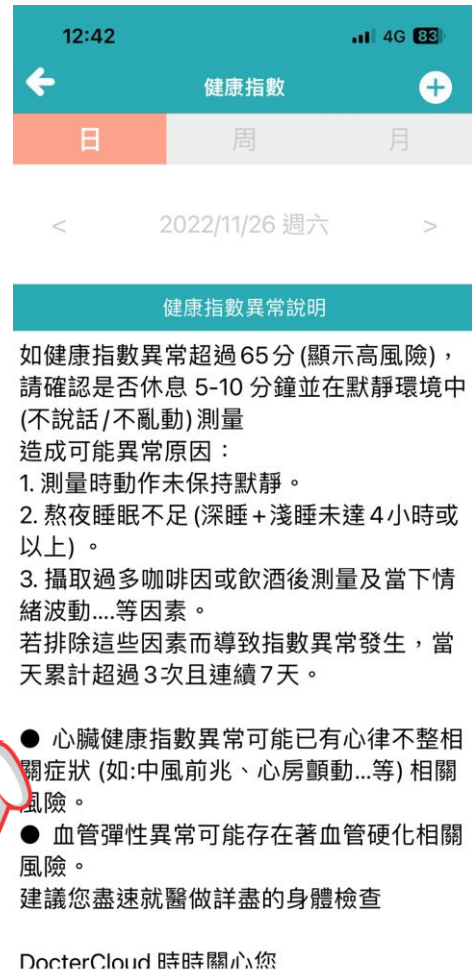 12:42
4G 83
健康指數
日 周 月
< 2022/11/26 週六 >
健康指數異常說明
如健康指數異常超過65分(顯示高風險)，
請確認是否休息 5-10 分鐘並在默靜環境中
(不說話/不亂動)測量
造成可能異常原因：
1. 測量時動作未保持默靜。
2. 熬夜睡眠不足 (深睡+淺睡未達4小時或
以上) 。
3. 攝取過多咖啡因或飲酒後測量及當下情
緒波動....等因素。
若排除這些因素而導致指數異常發生，當
天累計超過3次且連續7天。
● 心臟健康指數異常可能已有心律不整相
關症狀 (如:中風前兆、心房顫動...等) 相關
風險。
● 血管彈性異常可能存在著血管硬化相關
風險。
建議您盡速就醫做詳盡的身體檢查
DocterCloud 時時關心您